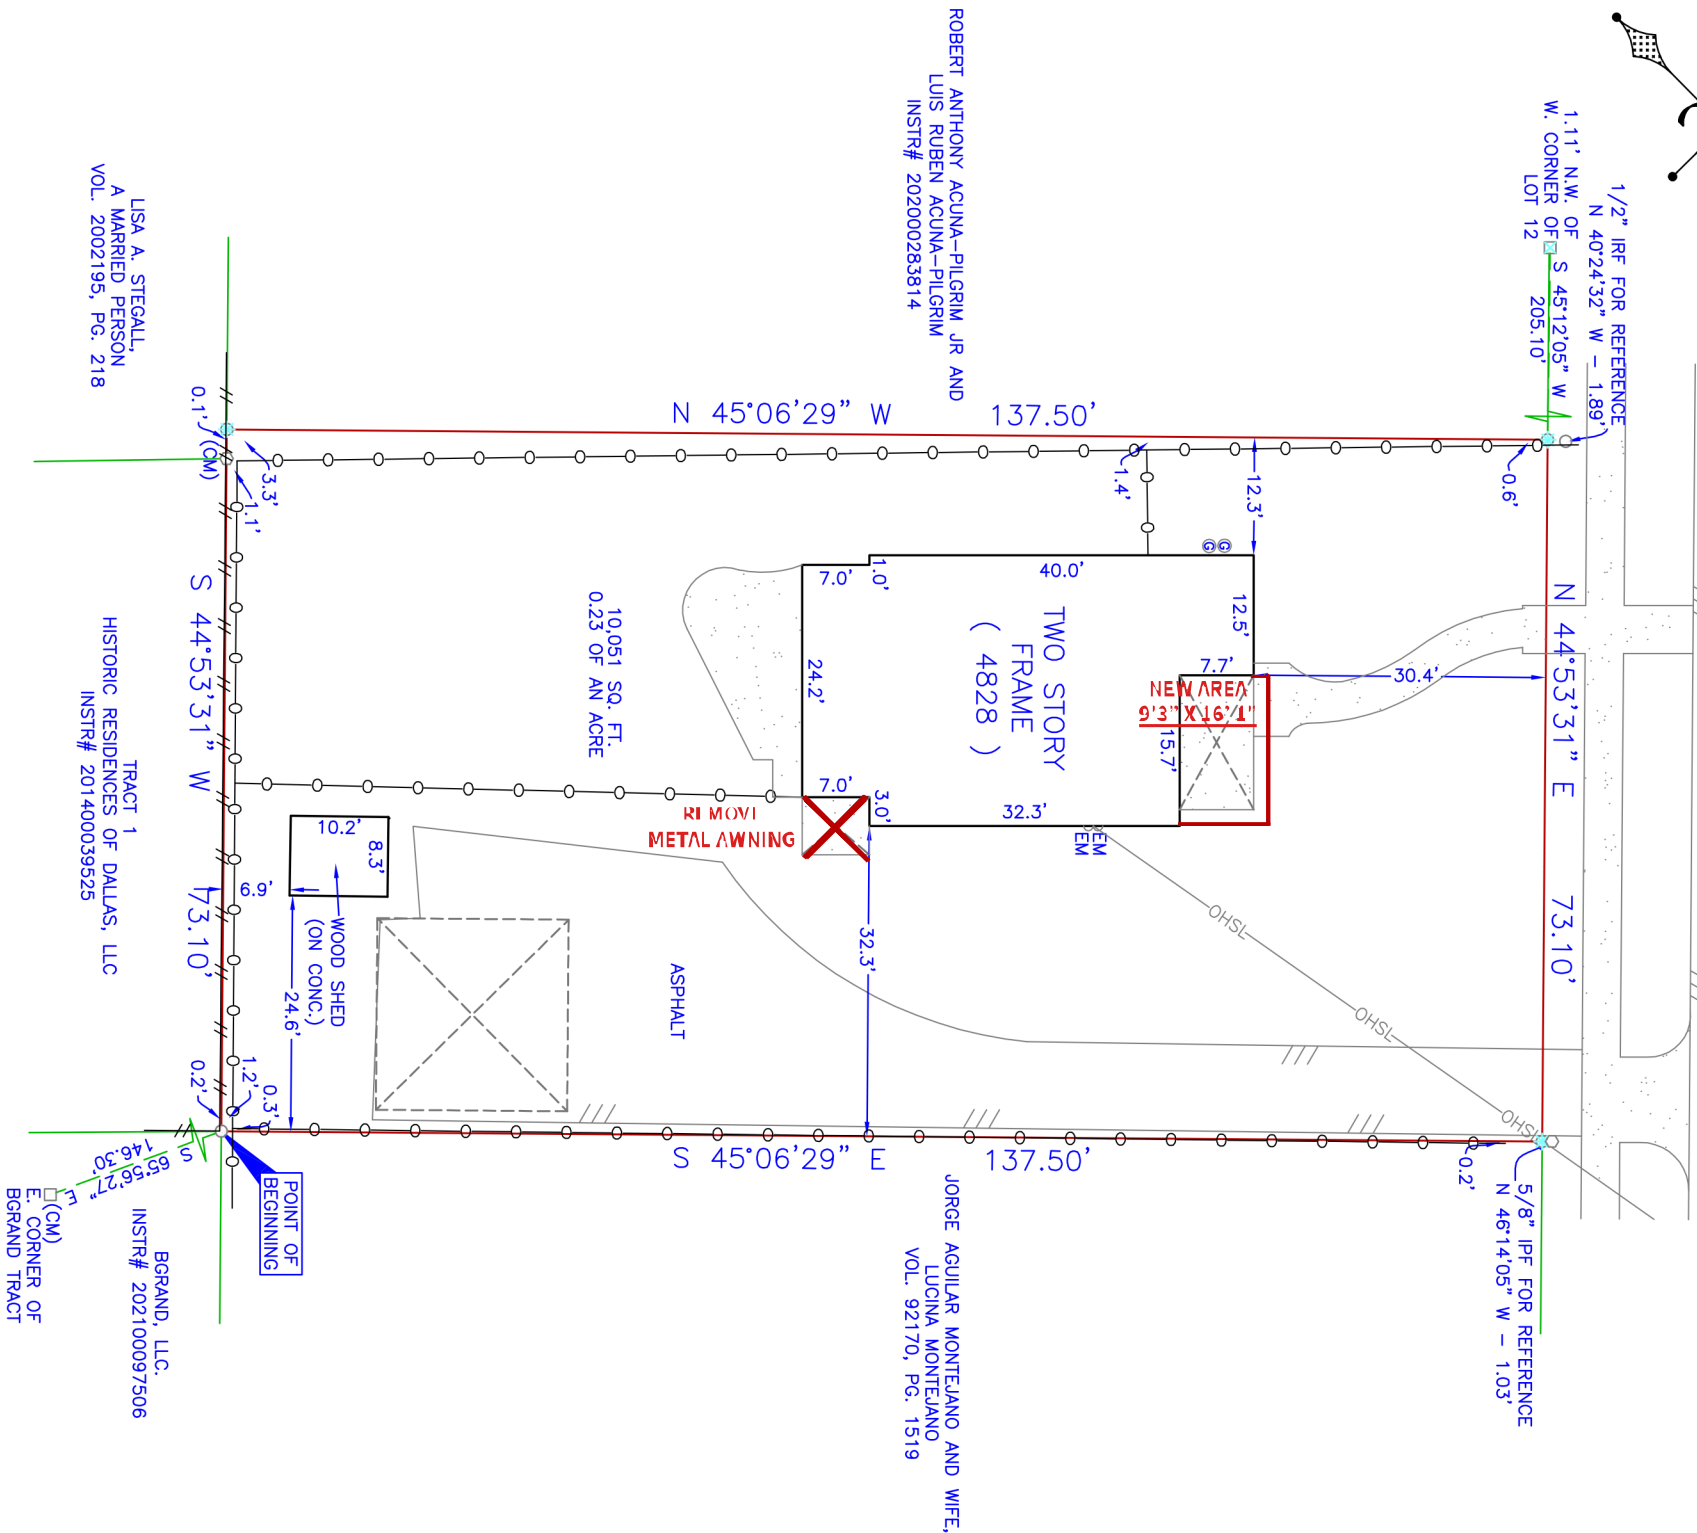 1/2" IRF FOR REFERENCE
N 40°24'32" W - 1.89'
1.11' N.W. OF
W. CORNER OF
LOT 12
S 45°12'05" W
205.10'
ROBERT ANTHONY ACUNA-PILGRIM JR AND
LUIS RUBEN ACUNA-PILGRIM
INSTR# 202000283814
LISA A. STEGALL,
A MARRIED PERSON
VOL. 2002195, PG. 218
N 45°06'29" W 137.50'
0.1'
(CM)
3.3'
1.1'
1.4'
12.3'
0.6'
G
G
7.0'
1.0'
40.0'
12.5'
N 44°53'31" E 73.10'
S 44°53'31" W 73.10'
10,051 SQ. FT.
0.23 OF AN ACRE
24.2'
TWO STORY
FRAME
( 4828 )
7.7'
30.4'
NEW AREA
9'3" X 16'1"
15.7'
TRACT 1
HISTORIC RESIDENCES OF DALLAS, LLC
INSTR# 201400039525
7.0'
3.0'
32.3'
METAL AWNING
EM
EM
10.2'
8.3'
6.9'
WOOD SHED
(ON CONC.)
24.6'
32.3'
ASPHALT
OHSL
OHSL
OHSL
0.2'
1.2'
0.3'
S 45°06'29" E 137.50'
0.2'
S 65°56'27" E
146.30'
POINT OF
BEGINNING
(CM)
E. CORNER OF
BGRAND TRACT
BGRAND, LLC.
INSTR# 202100097506
JORGE AGUILAR MONTEJANO AND WIFE,
LUCINA MONTEJANO
VOL. 92170, PG. 1519
5/8" IPF FOR REFERENCE
N 46°14'05" W - 1.03'